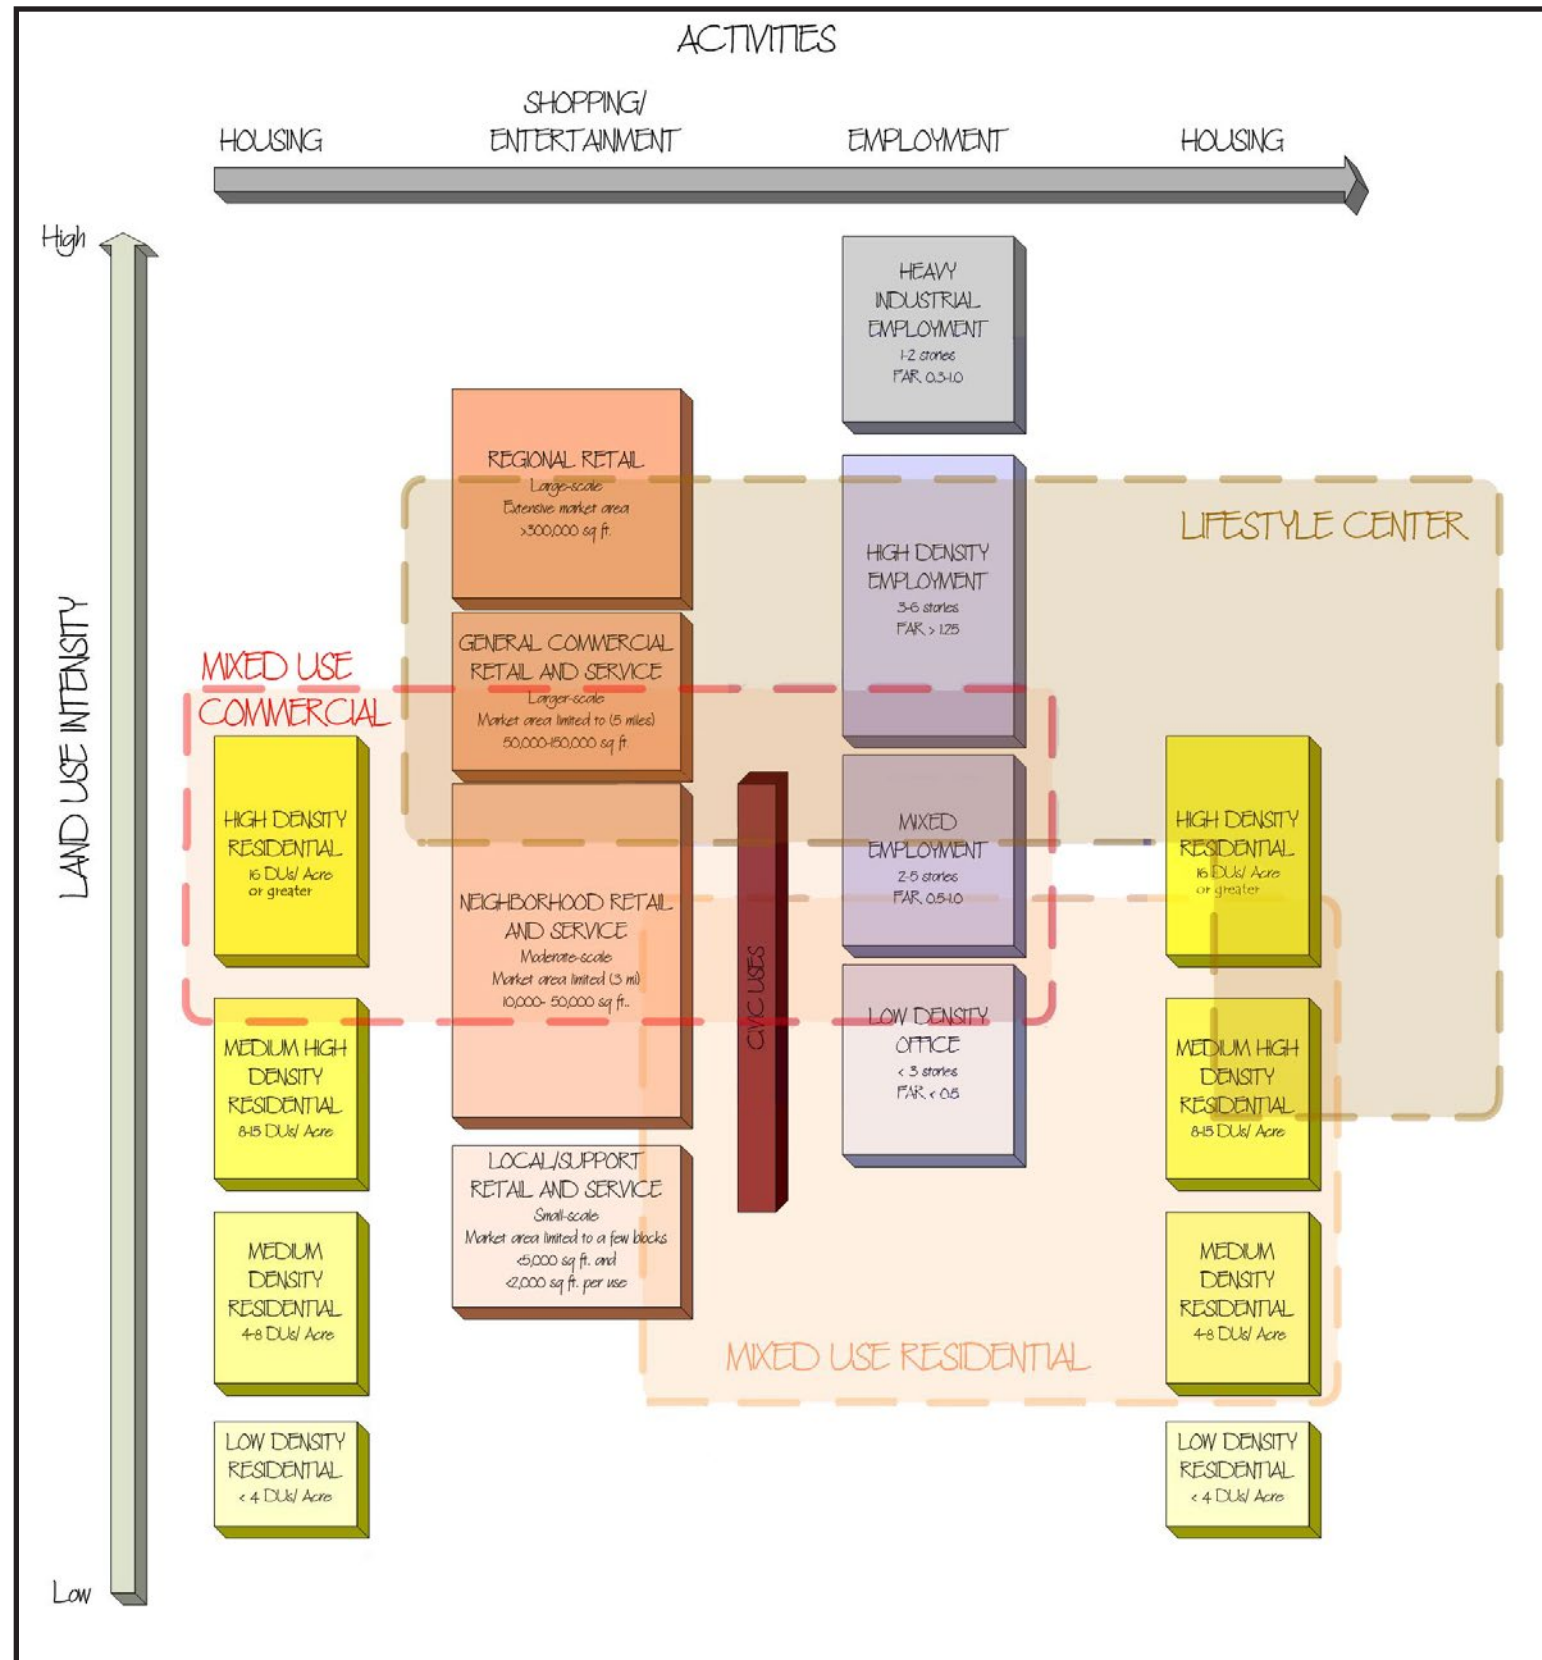 ACTIVITIES
HOUSING
SHOPPING/
ENTERTAINMENT
EMPLOYMENT
HOUSING
High
LAND USE INTENSITY
Low
HEAVY
INDUSTRIAL
EMPLOYMENT
1-2 stories
FAR 0.3-1.0
REGIONAL RETAIL
Large-scale
Extensive market area
>300,000 sq ft.
LIFESTYLE CENTER
HIGH DENSITY
EMPLOYMENT
3-6 stories
FAR > 1.25
GENERAL COMMERCIAL
RETAIL AND SERVICE
Larger-scale
Market area limited to (5 miles)
50,000-150,000 sq ft.
MIXED USE
COMMERCIAL
HIGH DENSITY
RESIDENTIAL
16 DUs/ Acre
or greater
NEIGHBORHOOD RETAIL
AND SERVICE
Moderate-scale
Market area limited (3 mi)
10,000- 50,000 sq ft..
CIVIC USES
MIXED
EMPLOYMENT
2-5 stories
FAR 0.5-1.0
HIGH DENSITY
RESIDENTIAL
16 DUs/ Acre
or greater
LOW DENSITY
OFFICE
< 3 stories
FAR < 0.5
MEDIUM HIGH
DENSITY
RESIDENTIAL
8-15 DUs/ Acre
MEDIUM HIGH
DENSITY
RESIDENTIAL
8-15 DUs/ Acre
LOCAL/SUPPORT
RETAIL AND SERVICE
Small-scale
Market area limited to a few blocks
<5,000 sq ft. and
<2,000 sq ft. per use
MEDIUM
DENSITY
RESIDENTIAL
4-8 DUs/ Acre
MEDIUM
DENSITY
RESIDENTIAL
4-8 DUs/ Acre
MIXED USE RESIDENTIAL
LOW DENSITY
RESIDENTIAL
< 4 DUs/ Acre
LOW DENSITY
RESIDENTIAL
< 4 DUs/ Acre